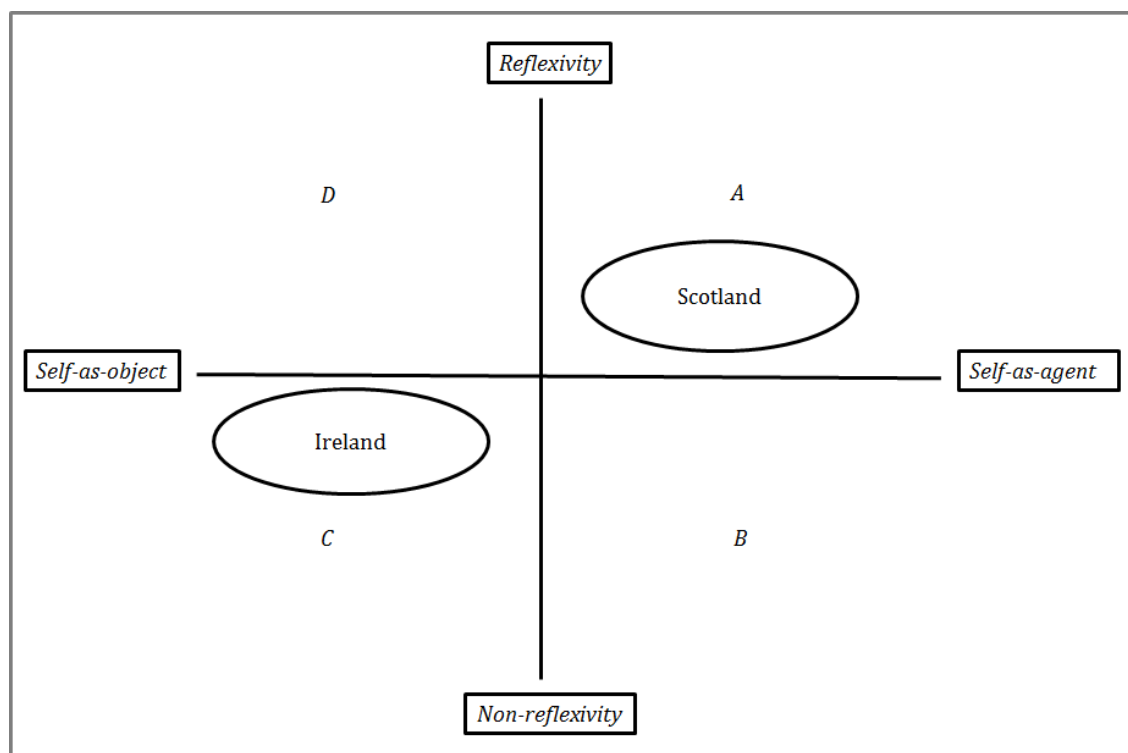 Reflexivity
D
A
Scotland
Self-as-object
Self-as-agent
Ireland
C
B
Non-reflexivity